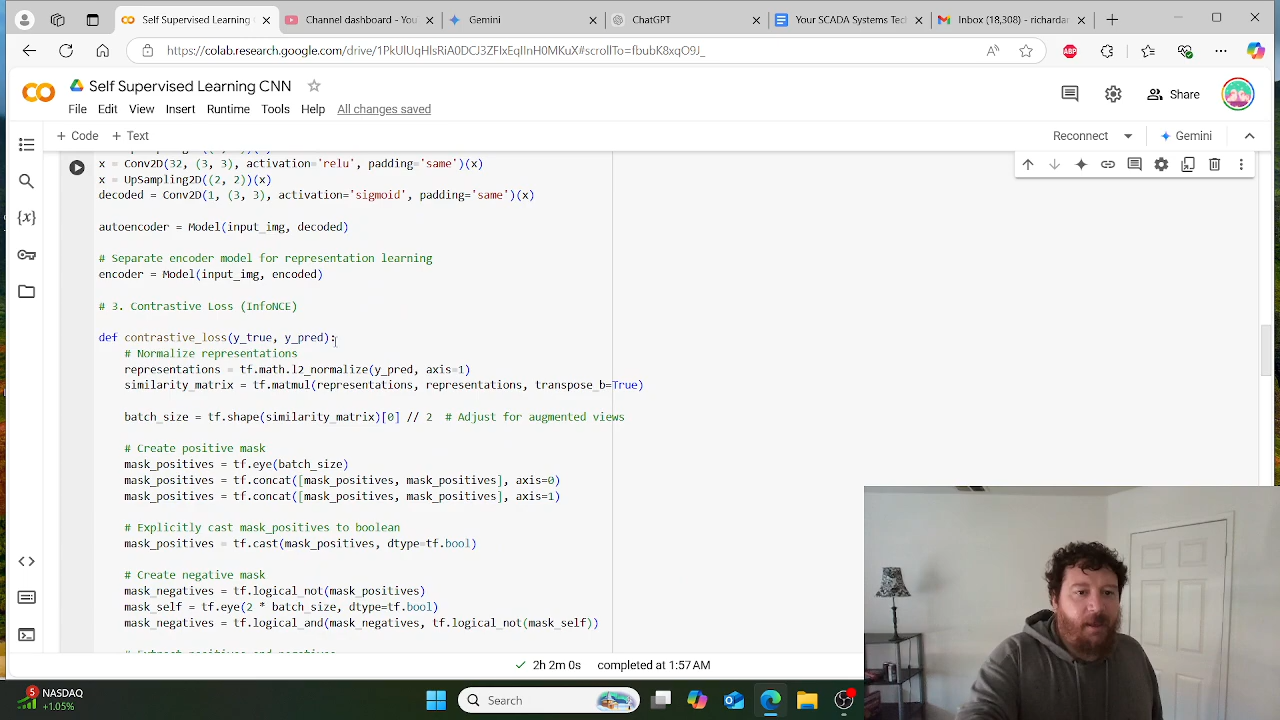 Self Supervised Learning
Channel dashboard - You
Gemini
ChatGPT
Your SCADA Systems Tec
Inbox (18,308) - richardar
https://colab.research.google.com/drive/1PkUlUqHlsRiA0DCJ3ZFlxEqlInH0MKuX#scrollTo=fbubK8xqO9J_
ABP
Self Supervised Learning CNN
File Edit View Insert Runtime Tools Help All changes saved
Share
+ Code + Text
Reconnect
Gemini
x = Conv2D(32, (3, 3), activation='relu', padding='same')(x)
x = UpSampling2D((2, 2))(x)
decoded = Conv2D(1, (3, 3), activation='sigmoid', padding='same')(x)
autoencoder = Model(input_img, decoded)
# Separate encoder model for representation learning
encoder = Model(input_img, encoded)
# 3. Contrastive Loss (InfoNCE)
def contrastive_loss(y_true, y_pred):
# Normalize representations
representations = tf.math.l2_normalize(y_pred, axis=1)
similarity_matrix = tf.matmul(representations, representations, transpose_b=True)
batch_size = tf.shape(similarity_matrix)[0] // 2  # Adjust for augmented views
# Create positive mask
mask_positives = tf.eye(batch_size)
mask_positives = tf.concat([mask_positives, mask_positives], axis=0)
mask_positives = tf.concat([mask_positives, mask_positives], axis=1)
# Explicitly cast mask_positives to boolean
mask_positives = tf.cast(mask_positives, dtype=tf.bool)
# Create negative mask
mask_negatives = tf.logical_not(mask_positives)
mask_self = tf.eye(2 * batch_size, dtype=tf.bool)
mask_negatives = tf.logical_and(mask_negatives, tf.logical_not(mask_self))
2h 2m 0s completed at 1:57 AM
5
NASDAQ
+1.05%
Search